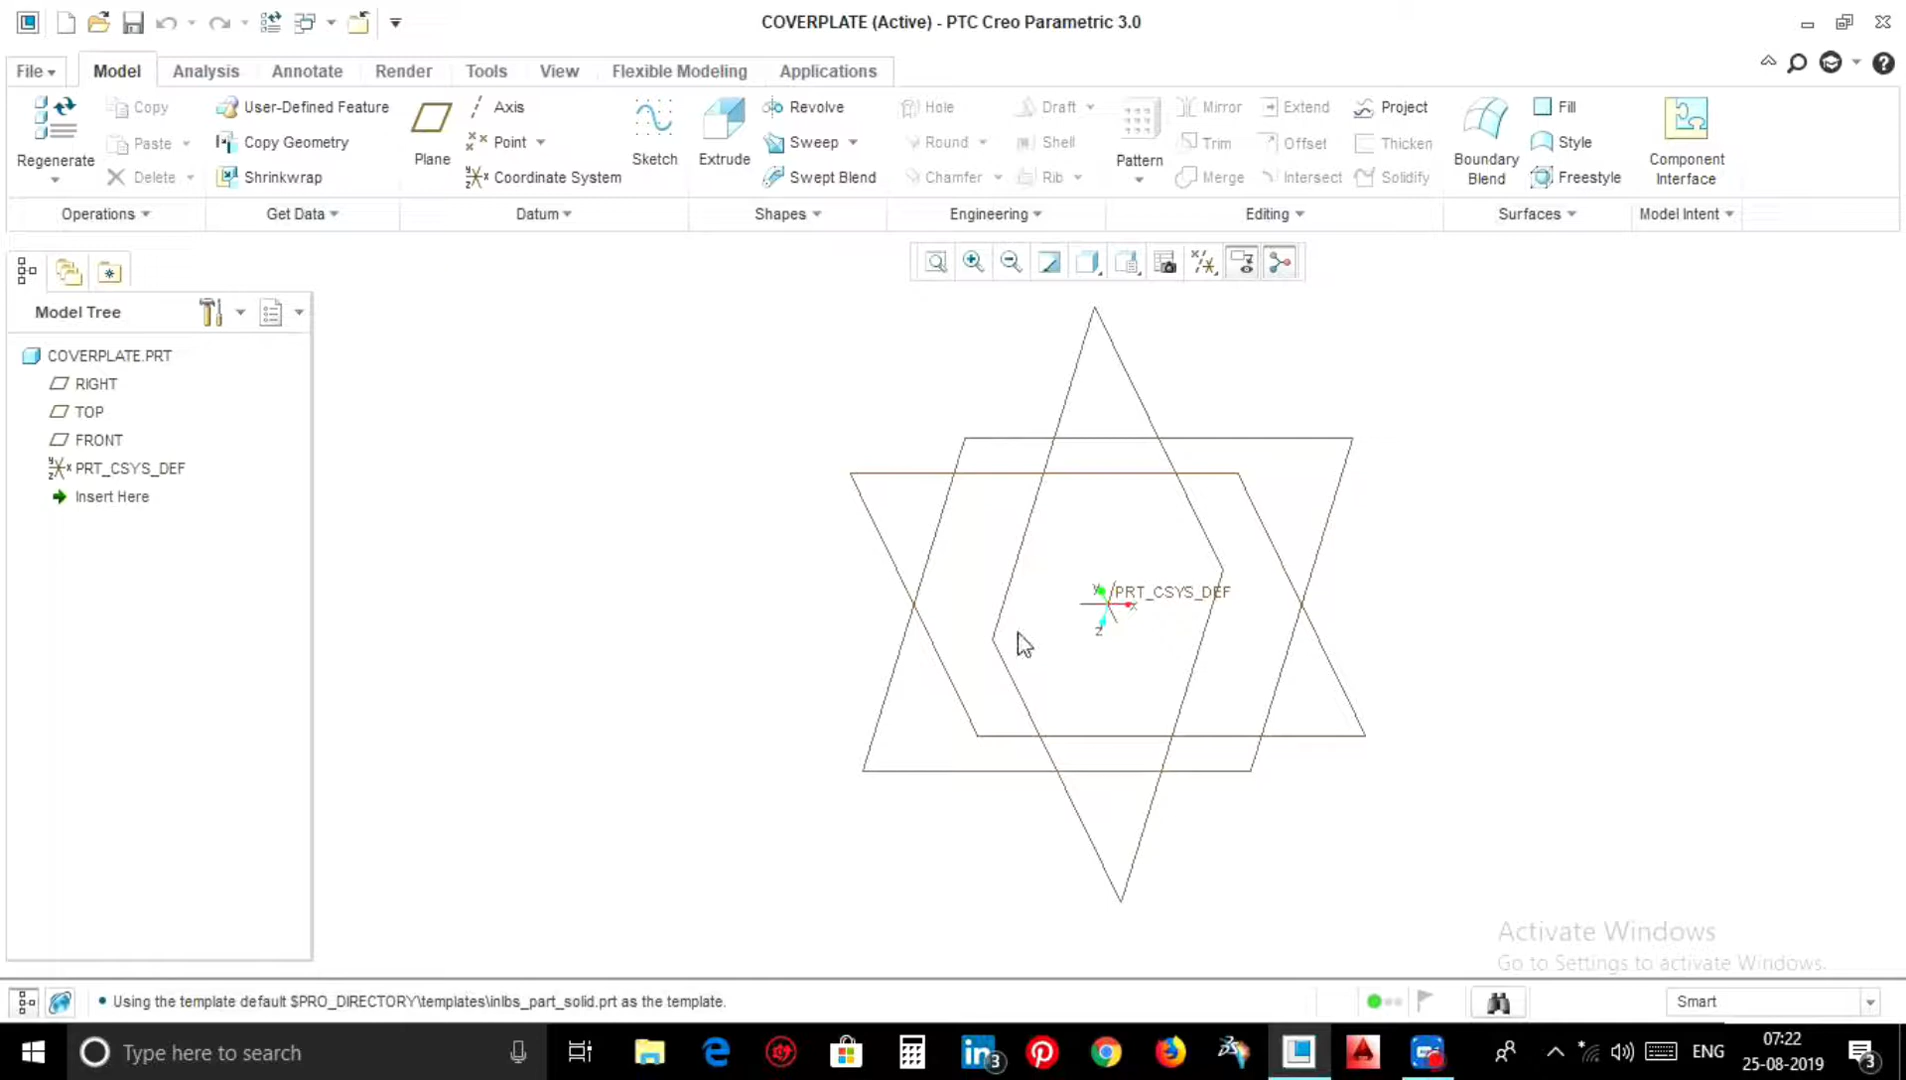 COVERPLATE (Active) - PTC Creo Parametric 3.0
File Model Analysis Annotate Render Tools View Flexible Modeling Applications
Regenerate
Copy
Paste
Delete
Operations
User-Defined Feature
Copy Geometry
Shrinkwrap
Get Data
Plane
Axis
Point
Coordinate System
Datum
Sketch
Extrude
Revolve
Sweep
Swept Blend
Shapes
Hole
Round
Chamfer
Draft
Shell
Rib
Engineering
Pattern
Mirror
Trim
Merge
Extend
Offset
Intersect
Project
Thicken
Solidify
Editing
Boundary
Blend
Fill
Style
Freestyle
Surfaces
Component
Interface
Model Intent
Model Tree
COVERPLATE.PRT
RIGHT
TOP
FRONT
PRT_CSYS_DEF
Insert Here
Y
PRT_CSYS_DEF
X
Z
Activate Windows
Go to Settings to activate Windows.
Using the template default $PRO_DIRECTORY\templates\inlbs_part_solid.prt as the template.
Smart
Type here to search
3
ENG
07:22
25-08-2019
3